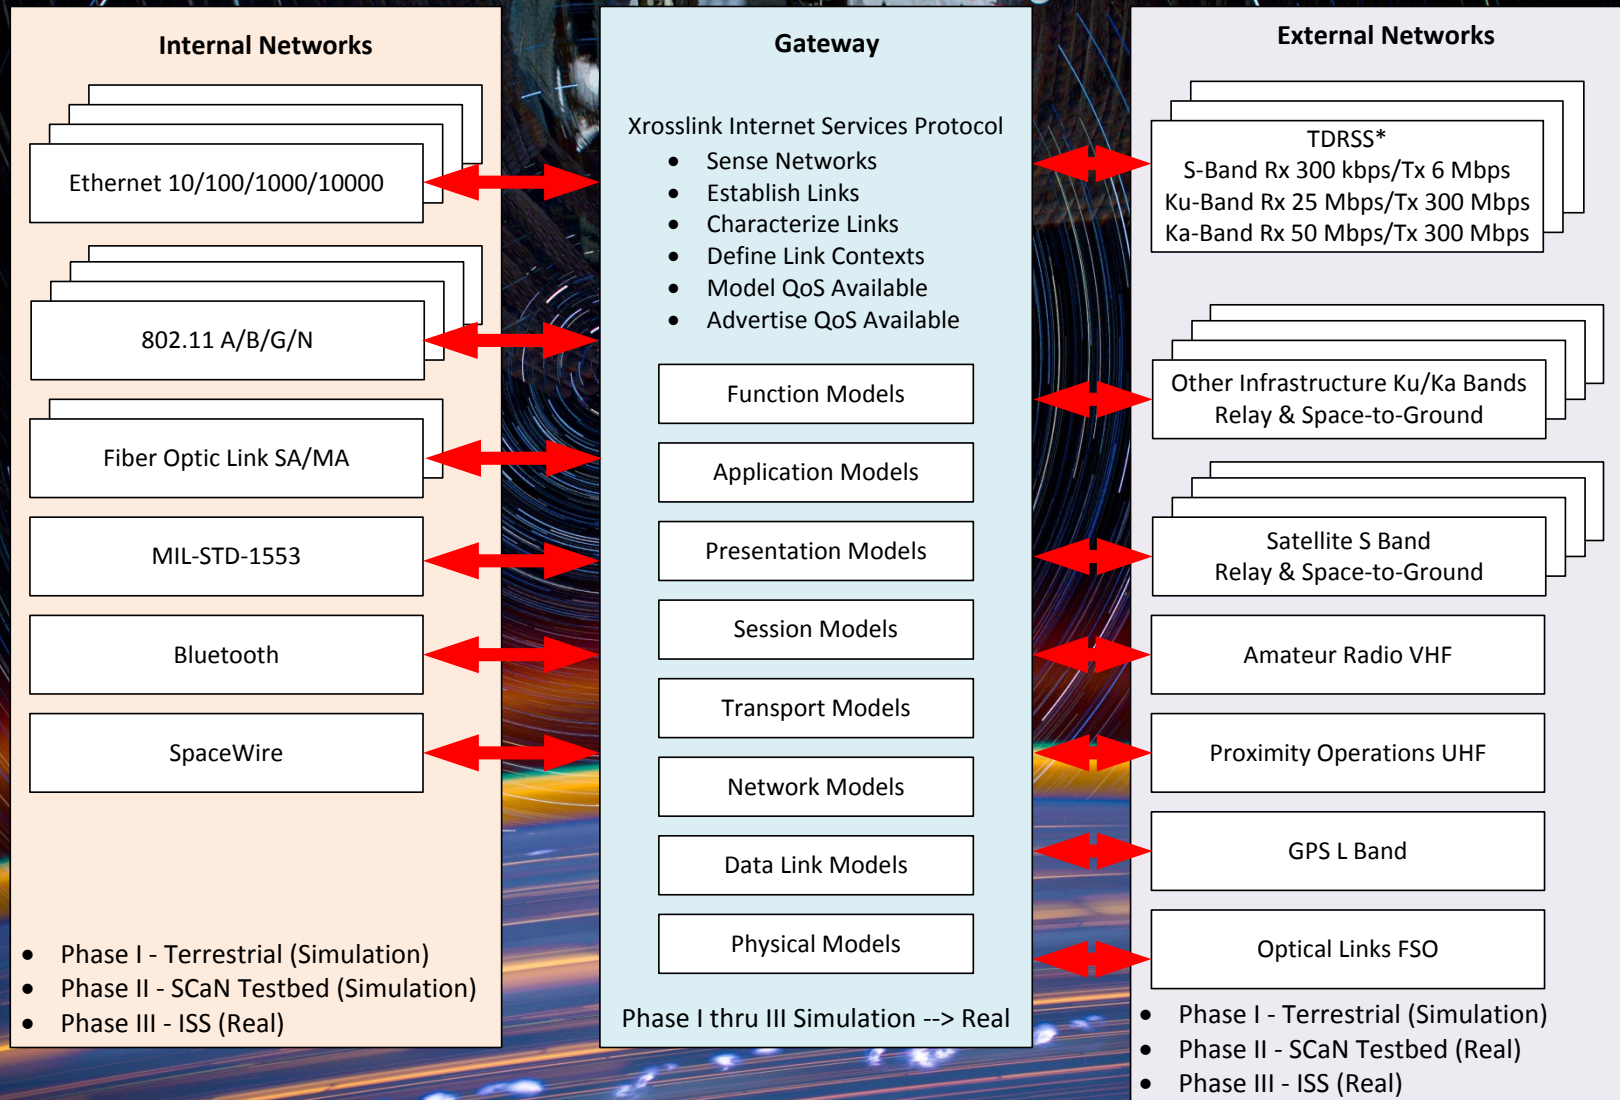 Internal Networks
Ethernet 10/100/1000/10000
802.11 A/B/G/N
Fiber Optic Link SA/MA
MIL-STD-1553
Bluetooth
SpaceWire
• Phase I - Terrestrial (Simulation)
• Phase II - SCaN Testbed (Simulation)
• Phase III - ISS (Real)
Gateway
Xrosslink Internet Services Protocol
• Sense Networks
• Establish Links
• Characterize Links
• Define Link Contexts
• Model QoS Available
• Advertise QoS Available
Function Models
Application Models
Presentation Models
Session Models
Transport Models
Network Models
Data Link Models
Physical Models
Phase I thru III Simulation --> Real
External Networks
TDRSS*
S-Band Rx 300 kbps/Tx 6 Mbps
Ku-Band Rx 25 Mbps/Tx 300 Mbps
Ka-Band Rx 50 Mbps/Tx 300 Mbps
Other Infrastructure Ku/Ka Bands
Relay & Space-to-Ground
Satellite S Band
Relay & Space-to-Ground
Amateur Radio VHF
Proximity Operations UHF
GPS L Band
Optical Links FSO
• Phase I - Terrestrial (Simulation)
• Phase II - SCaN Testbed (Real)
• Phase III - ISS (Real)